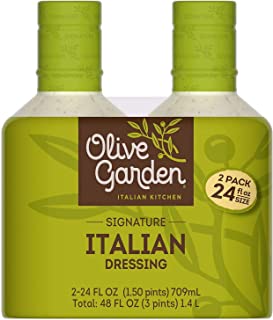 Olive
Garden
ITALIAN KITCHEN
2 PACK
24 fl oz
SIZE
SIGNATURE
ITALIAN
DRESSING
2-24 FL OZ (1.50 pints) 709mL
Total: 48 FL OZ (3 pints) 1.4 L